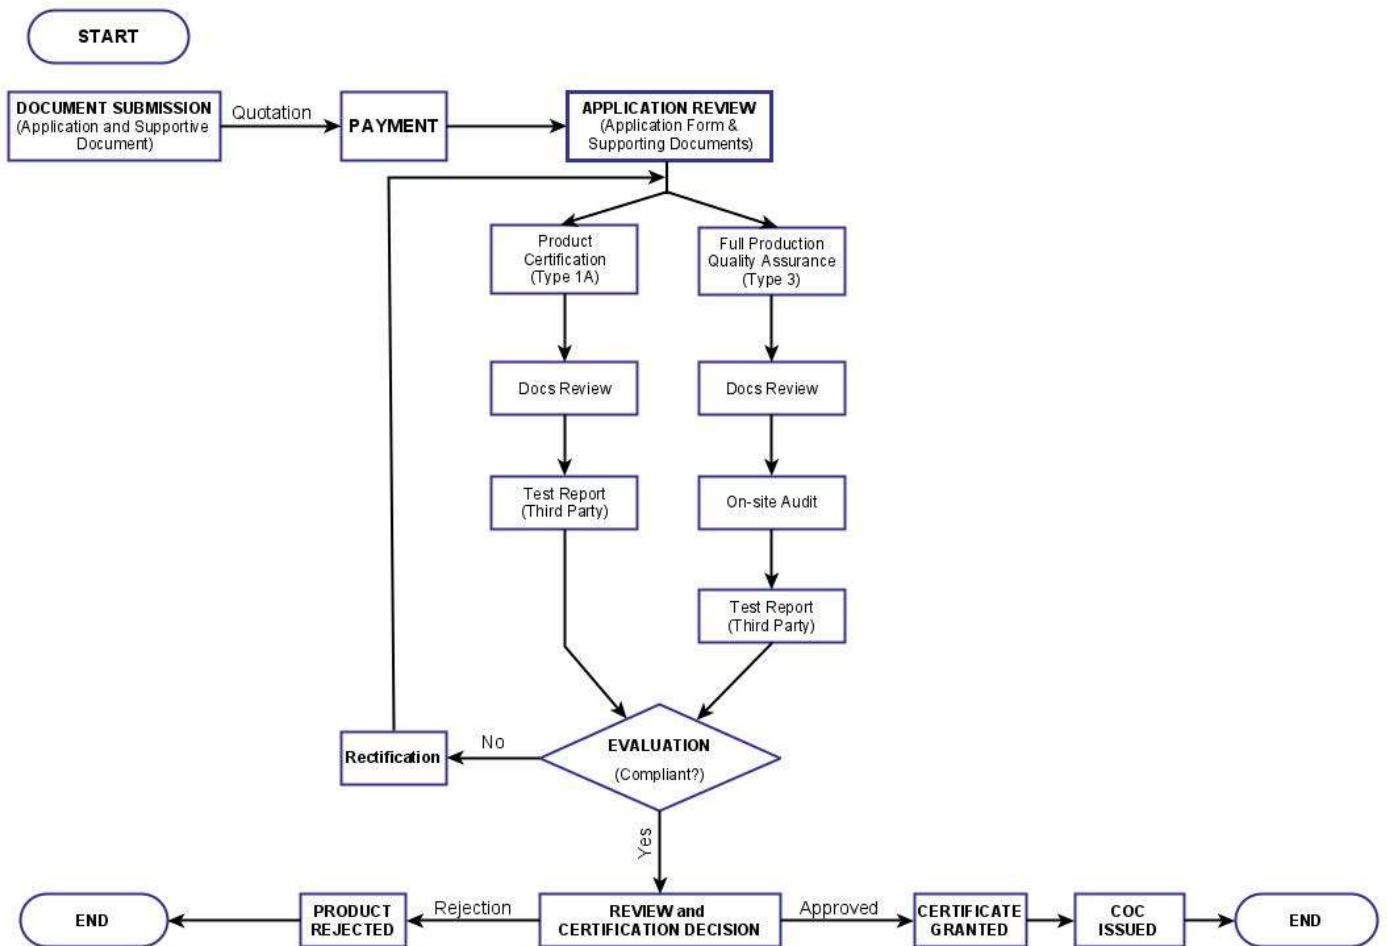 START
DOCUMENT SUBMISSION
(Application and Supportive
Document)
Quotation
PAYMENT
APPLICATION REVIEW
(Application Form &
Supporting Documents)
Product
Certification
(Type 1A)
Full Production
Quality Assurance
(Type 3)
Docs Review
Docs Review
Test Report
(Third Party)
On-site Audit
Test Report
(Third Party)
EVALUATION
(Compliant?)
No
Rectification
Yes
END
PRODUCT
REJECTED
Rejection
REVIEW and
CERTIFICATION DECISION
Approved
CERTIFICATE
GRANTED
COC
ISSUED
END